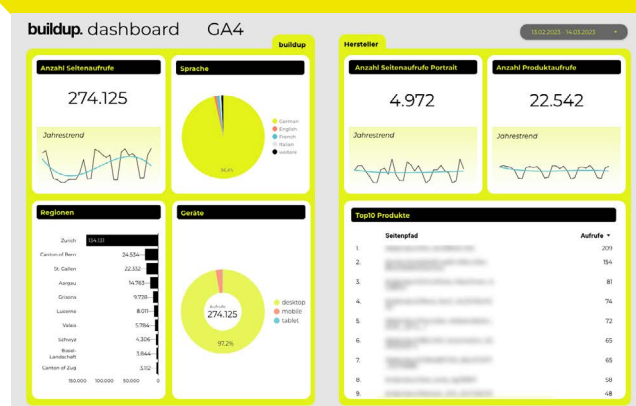 buildup. dashboard GA4
13.02.2023 - 14.03.2023
buildup
Hersteller
Anzahl Seitenaufrufe
274.125
Jahrestrend
Sprache
German
English
French
Italian
weitere
96,4%
Regionen
Zurich 134.131
Canton of Bern 24.534
St. Gallen 22.332
Aargau 14.783
Grisons 9.728
Lucerne 8.011
Valais 5.784
Schwyz 4.306
Basel-
Landschaft 3.844
Canton of Zug 3.112
150.000 100.000 50.000 0
Geräte
Aufrufe
274.125
97,2%
desktop
mobile
tablet
Anzahl Seitenaufrufe Portrait
4.972
Jahrestrend
Anzahl Produktaufrufe
22.542
Jahrestrend
Top10 Produkte
Seitenpfad Aufrufe
1. 209
2. 154
3. 81
4. 74
5. 72
6. 65
7. 65
8. 58
9. 48